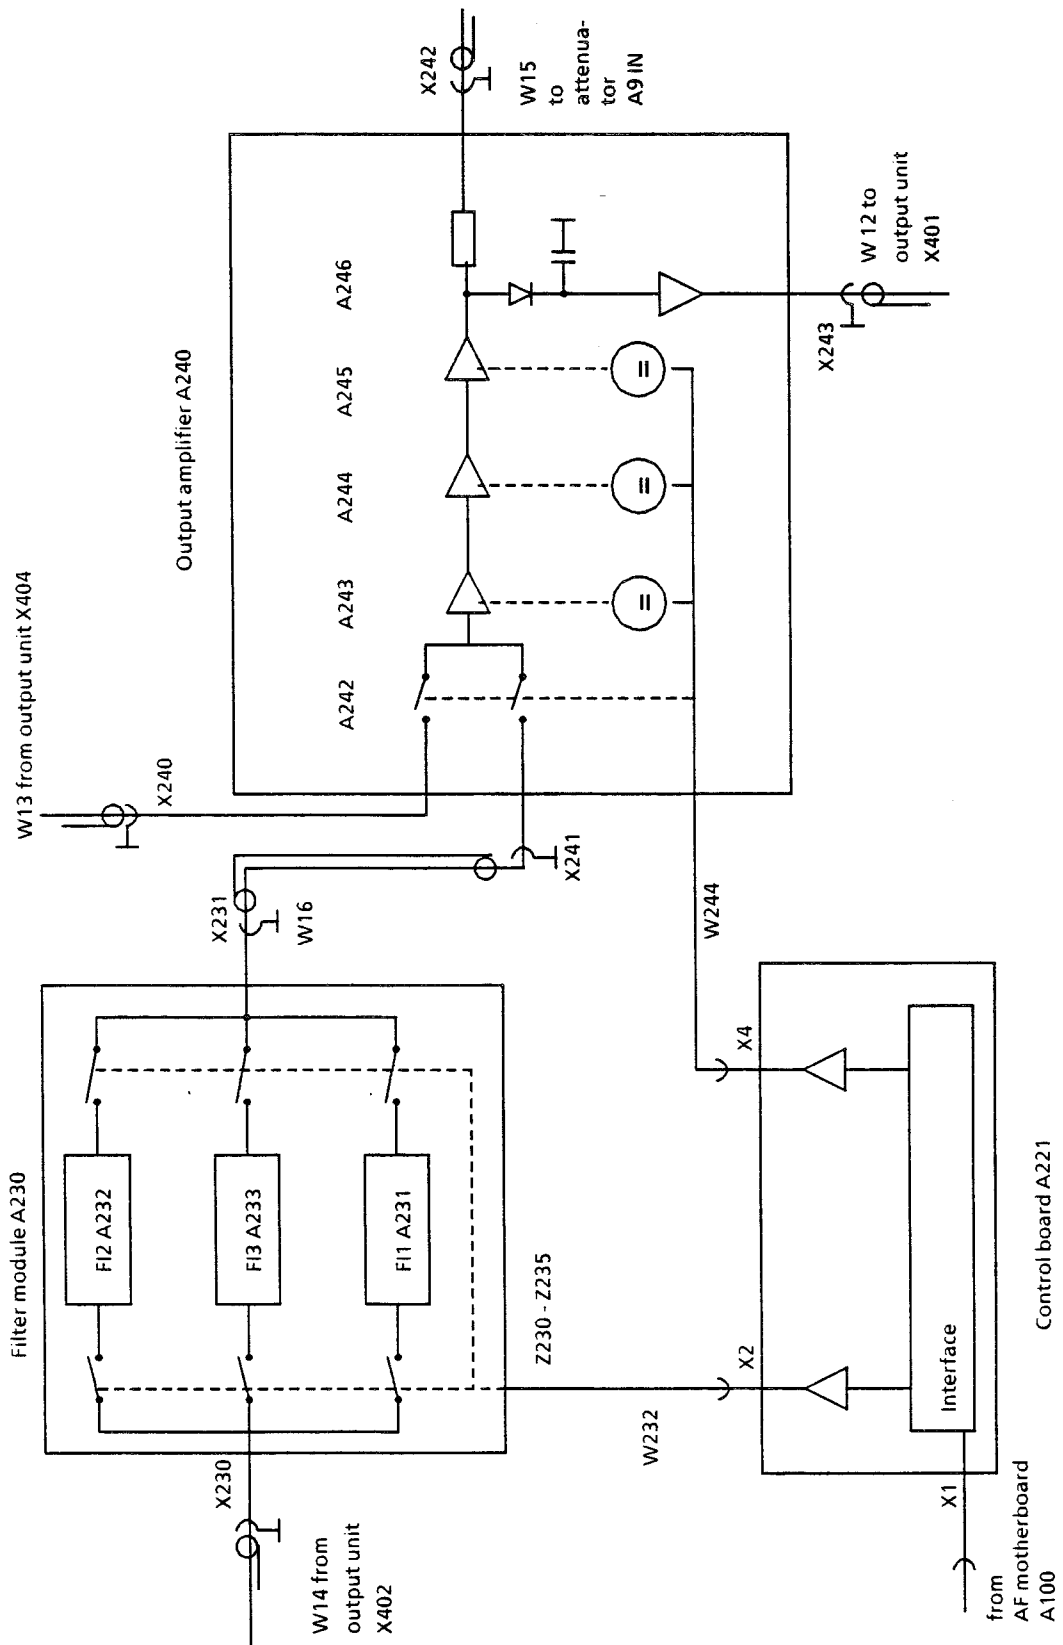 Filter module A230
FI2 A232
FI3 A233
FI1 A231
X230
W14 from
output unit
X402
X231
W16
Z230 - Z235
W232
X2
X4
W244
Interface
X1
from
AF motherboard
A100
Control board A221
W13 from output unit X404
X240
X241
Output amplifier A240
A242
A243
A244
A245
A246
=
=
=
X242
W15
to
attenua-
tor
A9 IN
X243
W 12 to
output unit
X401